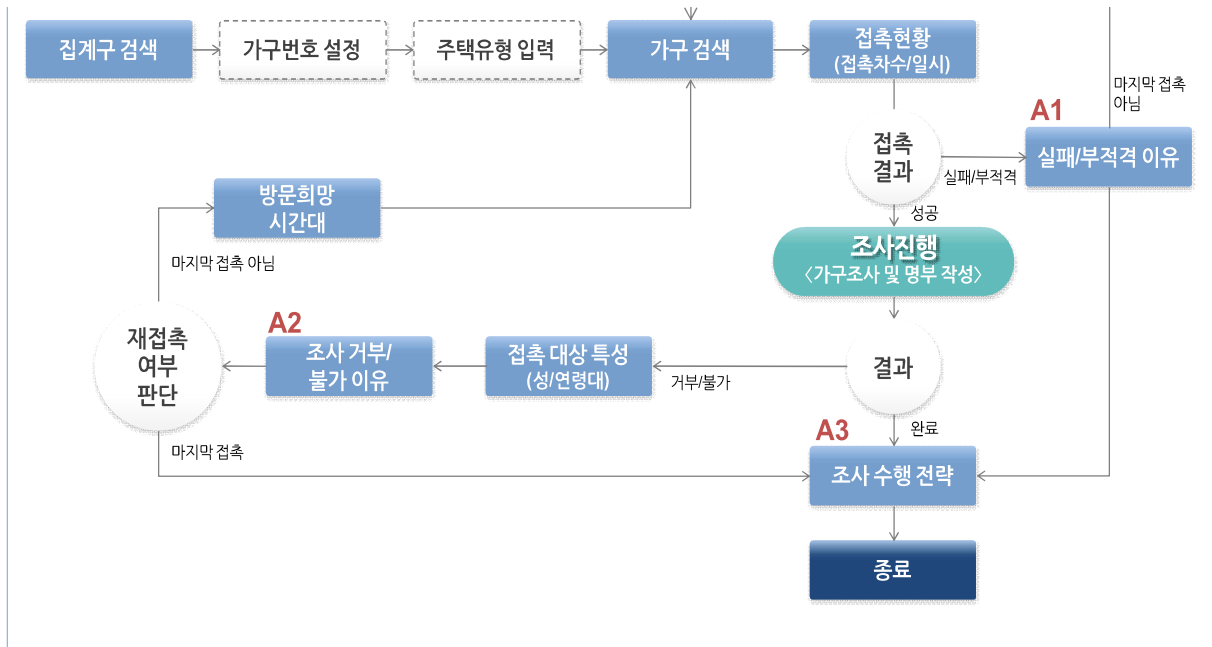 집계구 검색
가구번호 설정
주택유형 입력
가구 검색
접촉현황
(접촉차수/일시)
마지막 접촉
아님
A1
접촉
결과
실패/부적격
실패/부적격 이유
방문희망
시간대
성공
조사진행
〈가구조사 및 명부 작성〉
마지막 접촉 아님
재접촉
여부
판단
A2
조사 거부/
불가 이유
접촉 대상 특성
(성/연령대)
거부/불가
결과
마지막 접촉
A3
완료
조사 수행 전략
종료